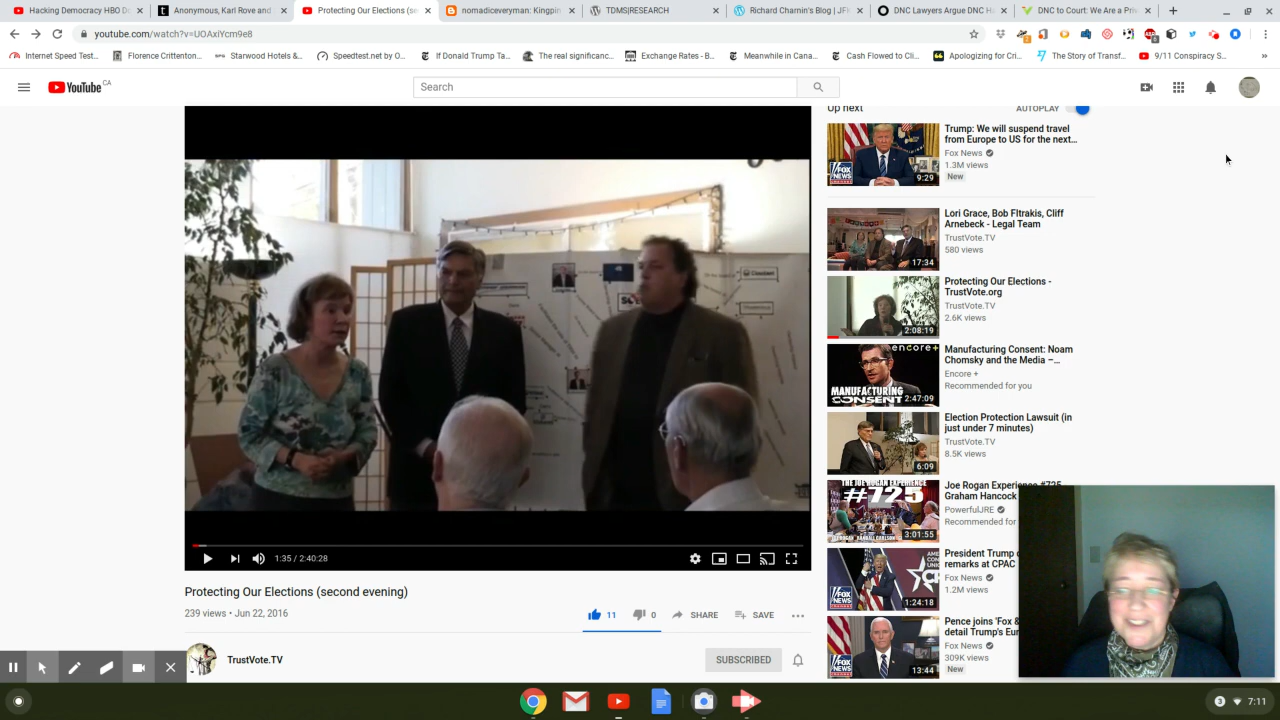 Hacking Democracy HBO Do
Anonymous, Karl Rove and
Protecting Our Elections (se
nomadiceveryman: Kingpin
TDMS|RESEARCH
Richard Charnin's Blog | JFK
DNC Lawyers Argue DNC H
DNC to Court: We Are a Priv
youtube.com/watch?v=UOAxiYcm9e8
Internet Speed Test...
Florence Crittenton...
Starwood Hotels &...
Speedtest.net by O...
If Donald Trump Ta...
The real significanc...
Exchange Rates - B...
Meanwhile in Cana...
Cash Flowed to Cli...
Apologizing for Cri...
The Story of Transf...
9/11 Conspiracy S...
YouTube CA
Search
Up next
AUTOPLAY
Trump: We will suspend travel
from Europe to US for the next...
Fox News
1.3M views
New
9:29
Lori Grace, Bob FItrakis, Cliff
Arnebeck - Legal Team
TrustVote.TV
580 views
17:34
Protecting Our Elections -
TrustVote.org
TrustVote.TV
2.6K views
2:08:19
Manufacturing Consent: Noam
Chomsky and the Media –...
Encore +
Recommended for you
encore+
MANUFACTURING
CONSENT
2:47:09
Election Protection Lawsuit (in
just under 7 minutes)
TrustVote.TV
8.5K views
6:09
Joe Rogan Experience #725
Graham Hancock
PowerfulJRE
Recommended for
THE JOE ROGAN EXPERIENCE
#725
3:01:55
President Trump
remarks at CPAC
Fox News
1.2M views
1:24:18
Pence joins 'Fox &
detail Trump's Eur
Fox News
309K views
New
13:44
1:35 / 2:40:28
Protecting Our Elections (second evening)
239 views • Jun 22, 2016
11
0
SHARE
SAVE
TrustVote.TV
SUBSCRIBED
3
7:11